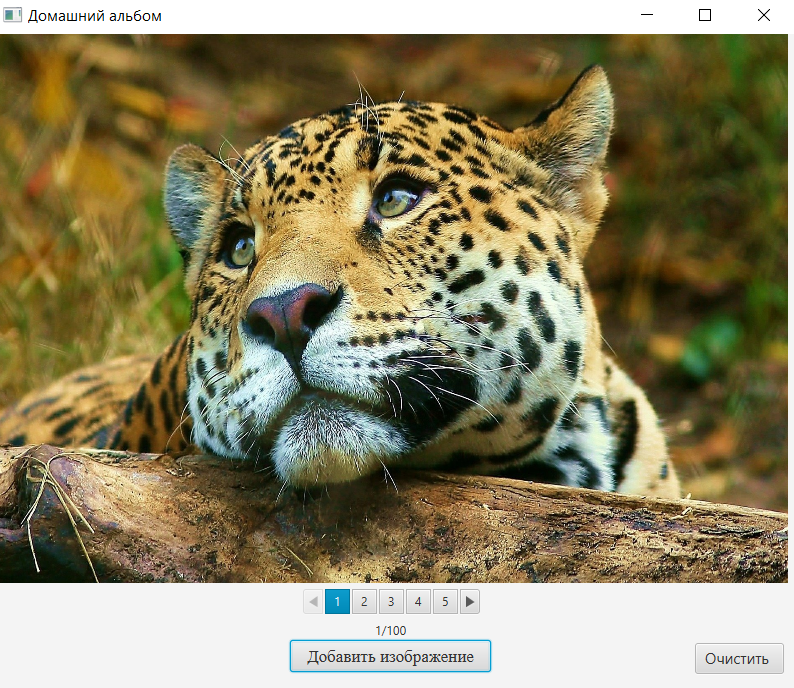 Домашний альбом
1 2 3 4 5
1/100
Добавить изображение
Очистить